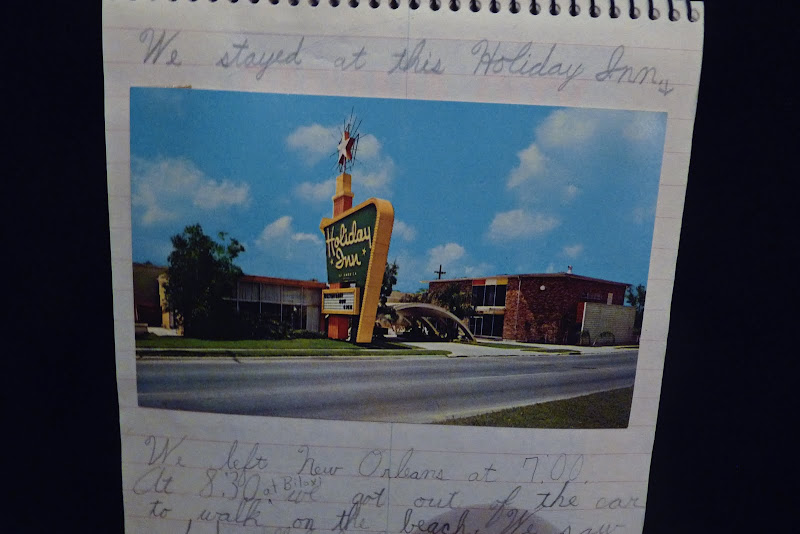 We stayed at this Holiday Inn
Holiday
Inn
We left New Orleans at 7:00.
At 8:30 at Biloxi we got out of the car
to walk on the beach. We saw